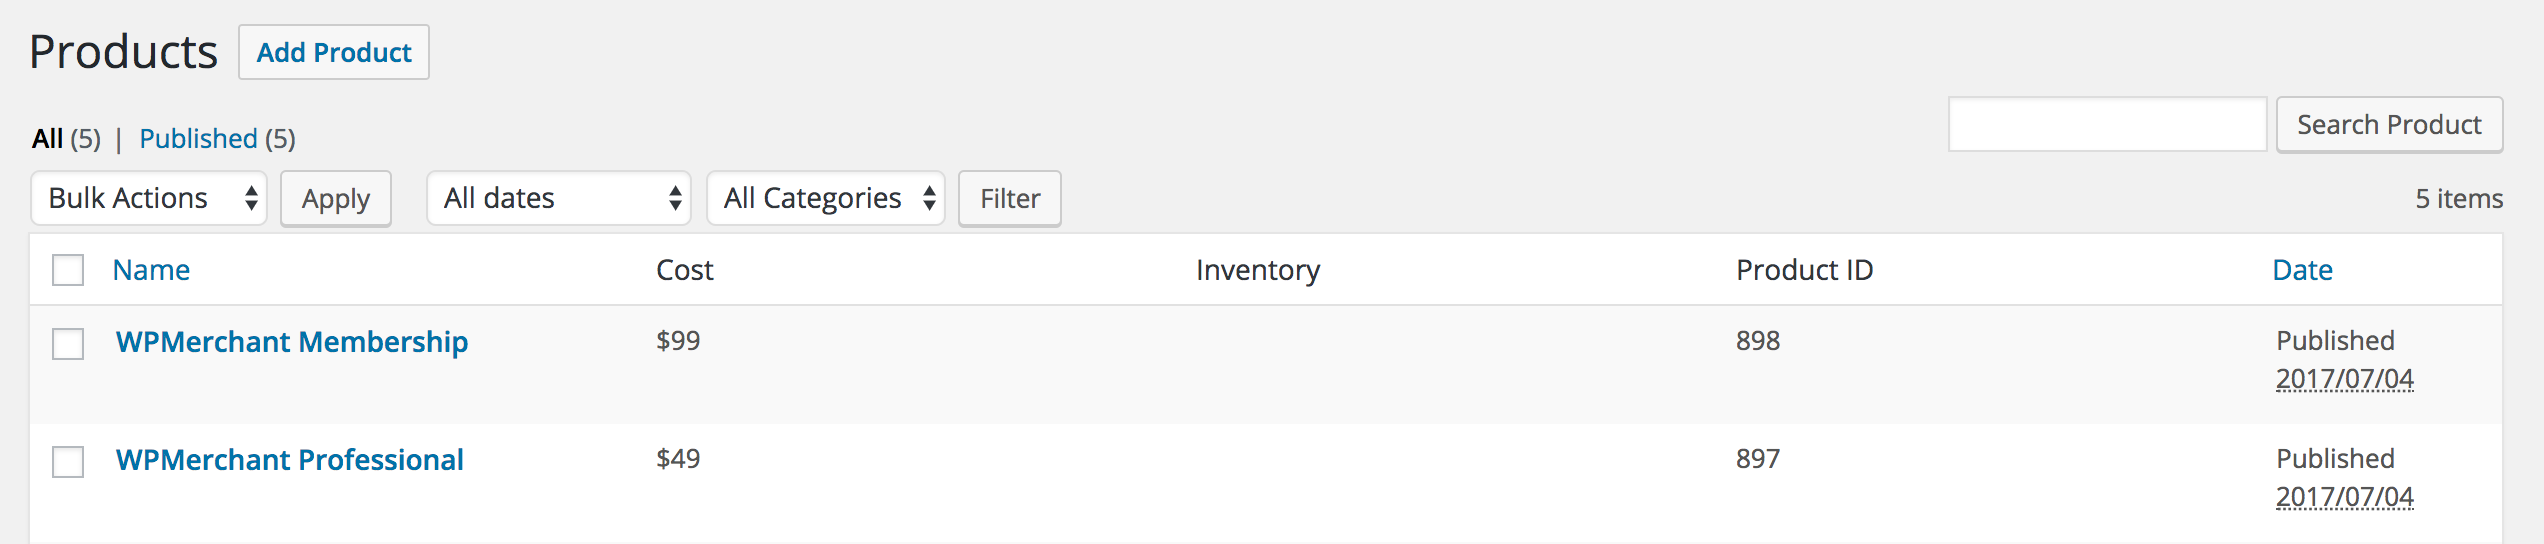 Products Add Product
All (5) | Published (5)
Search Product
Bulk Actions Apply All dates All Categories Filter 5 items
Name Cost Inventory Product ID Date
WPMerchant Membership $99 898 Published
2017/07/04
WPMerchant Professional $49 897 Published
2017/07/04